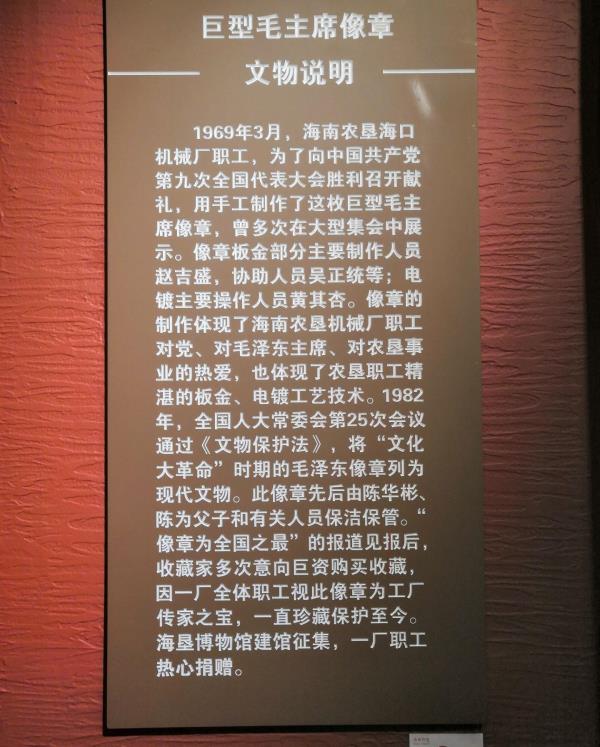 巨型毛主席像章
文物说明
1969年3月，海南农垦海口
机械厂职工，为了向中国共产党
第九次全国代表大会胜利召开献
礼，用手工制作了这枚巨型毛主
席像章，曾多次在大型集会中展
示。像章板金部分主要制作人员
赵吉盛，协助人员吴正统等；电
镀主要操作人员黄其杏。像章的
制作体现了海南农垦机械厂职工
对党、对毛泽东主席、对农垦事
业的热爱，也体现了农垦职工精
湛的板金、电镀工艺技术。1982
年，全国人大常委会第25次会议
通过《文物保护法》，将“文化
大革命”时期的毛泽东像章列为
现代文物。此像章先后由陈华彬、
陈为父子和有关人员保洁保管。“
像章为全国之最”的报道见报后，
收藏家多次意向巨资购买收藏，
因一厂全体职工视此像章为工厂
传家之宝，一直珍藏保护至今。
海垦博物馆建馆征集，一厂职工
热心捐赠。